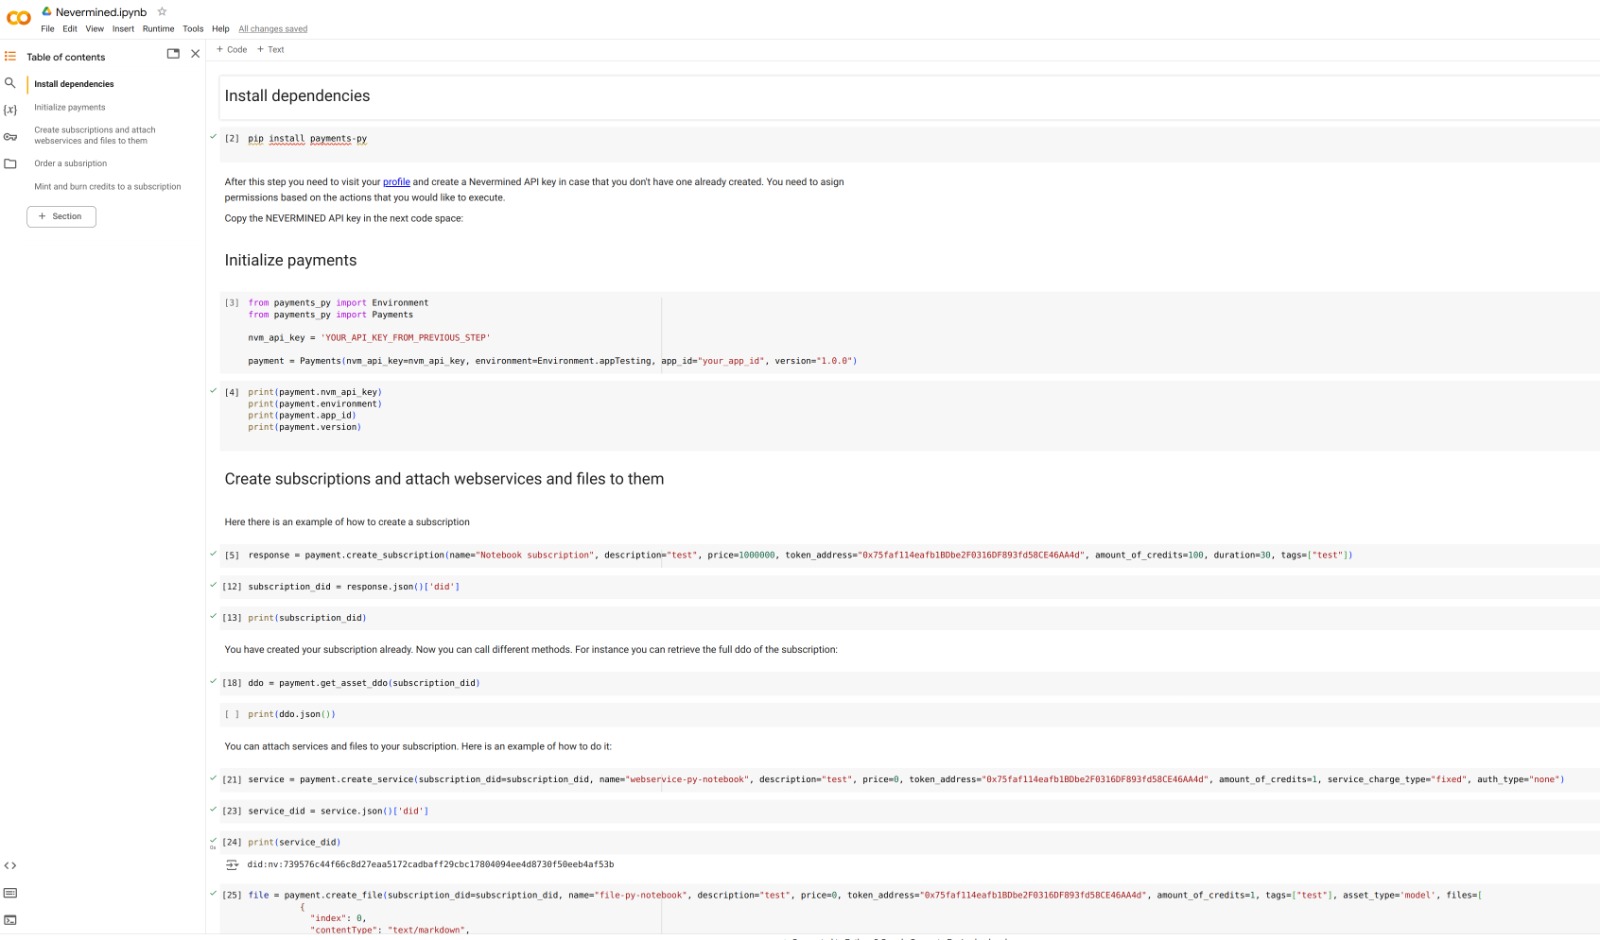 Nevermined.ipynb
File Edit View Insert Runtime Tools Help All changes saved
Table of contents
Install dependencies
Initialize payments
Create subscriptions and attach
webservices and files to them
Order a subsription
Mint and burn credits to a subscription
+ Section
+ Code + Text
Install dependencies
[2] pip install payments-py
After this step you need to visit your profile and create a Nevermined API key in case that you don't have one already created. You need to asign
permissions based on the actions that you would like to execute.
Copy the NEVERMINED API key in the next code space:
Initialize payments
[3] from payments_py import Environment
from payments_py import Payments
nvm_api_key = 'YOUR_API_KEY_FROM_PREVIOUS_STEP'
payment = Payments(nvm_api_key=nvm_api_key, environment=Environment.appTesting, app_id="your_app_id", version="1.0.0")
[4] print(payment.nvm_api_key)
print(payment.environment)
print(payment.app_id)
print(payment.version)
Create subscriptions and attach webservices and files to them
Here there is an example of how to create a subscription
[5] response = payment.create_subscription(name="Notebook subscription", description="test", price=1000000, token_address="0x75faf114eafb1BDbe2F0316DF893fd58CE46AA4d", amount_of_credits=100, duration=30, tags=["test"])
[12] subscription_did = response.json()['did']
[13] print(subscription_did)
You have created your subscription already. Now you can call different methods. For instance you can retrieve the full ddo of the subscription:
[18] ddo = payment.get_asset_ddo(subscription_did)
[ ] print(ddo.json())
You can attach services and files to your subscription. Here is an example of how to do it:
[21] service = payment.create_service(subscription_did=subscription_did, name="webservice-py-notebook", description="test", price=0, token_address="0x75faf114eafb1BDbe2F0316DF893fd58CE46AA4d", amount_of_credits=1, service_charge_type="fixed", auth_type="none")
[23] service_did = service.json()['did']
[24] print(service_did)
did:nv:739576c44f66c8d27eaa5172cadbaff29cbc17804094ee4d8730f50eeb4af53b
[25] file = payment.create_file(subscription_did=subscription_did, name="file-py-notebook", description="test", price=0, token_address="0x75faf114eafb1BDbe2F0316DF893fd58CE46AA4d", amount_of_credits=1, tags=["test"], asset_type='model', files=[
{
"index": 0,
"contentType": "text/markdown",